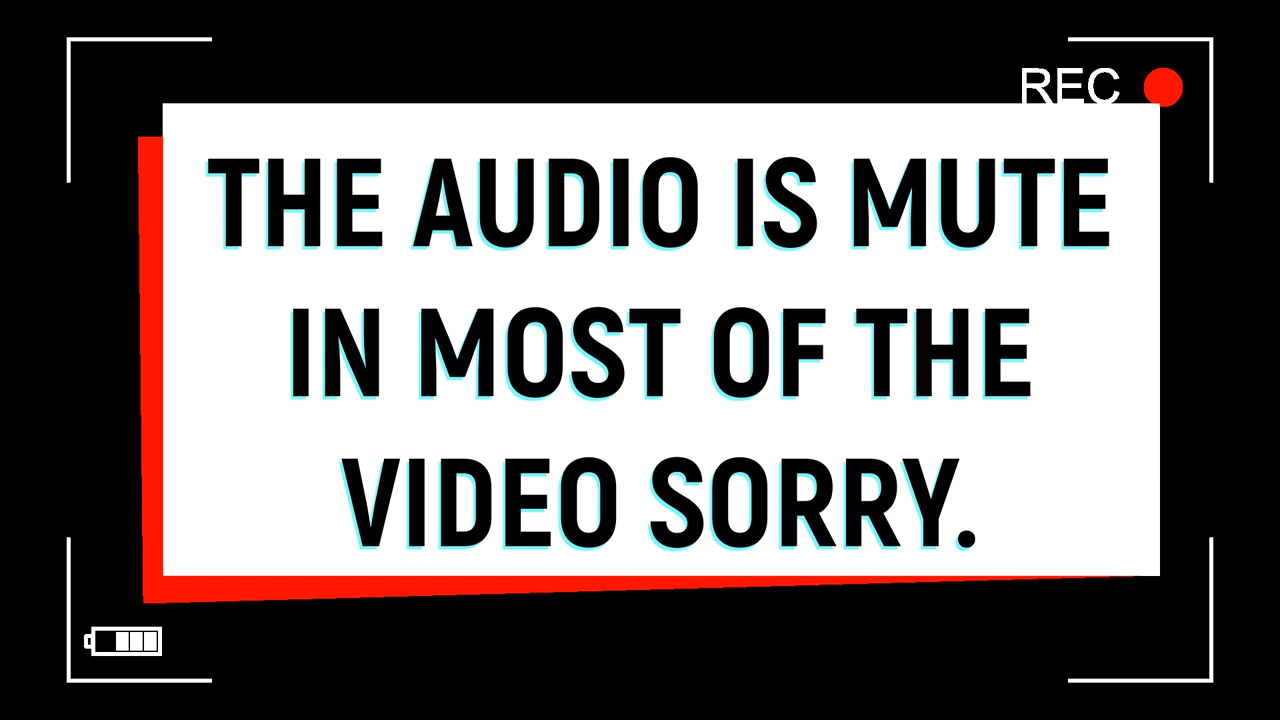 REC
THE AUDIO IS MUTE
IN MOST OF THE
VIDEO SORRY.